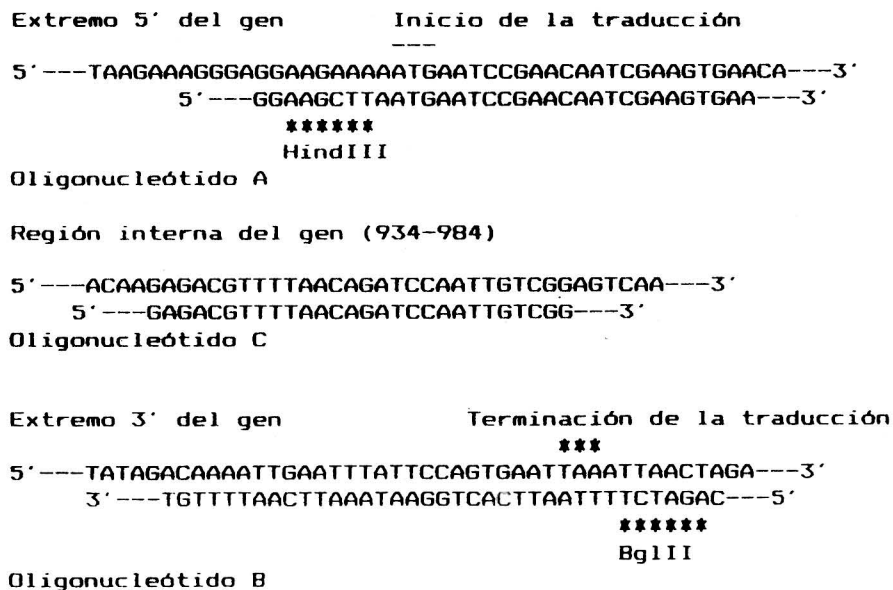 Extremo 5´ del gen Inicio de la traducción
---
5´---TAAGAAAGGGAGGAAGAAAAATGAATCCGAACAATCGAAGTGAACA---3´
5´---GGAAGCTTAATGAATCCGAACAATCGAAGTGAA---3´
******
HindIII
Oligonucleótido A
Región interna del gen (934-984)
5´---ACAAGAGACGTTTTAACAGATCCAATTGTCGGAGTCAA---3´
5´---GAGACGTTTTAACAGATCCAATTGTCGG---3´
Oligonucleótido C
Extremo 3´ del gen Terminación de la traducción
***
5´---TATAGACAAAATTGAATTTATTCCAGTGAATTAAATTAACTAGA---3´
3´---TGTTTTAACTTAAATAAGGTCACTTAATTTTCTAGAC---5´
******
BglII
Oligonucleótido B